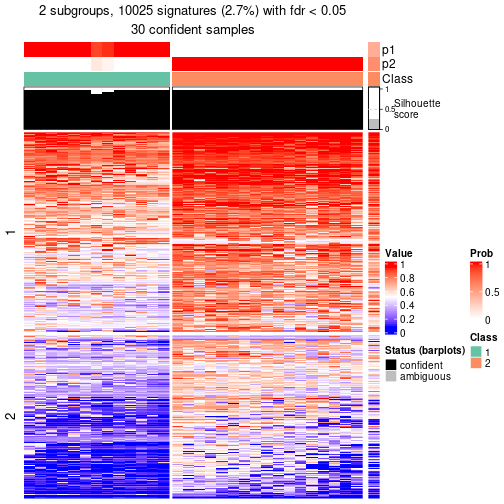 2 subgroups, 10025 signatures (2.7%) with fdr < 0.05
30 confident samples
p1
p2
Class
1
0.5
0
Silhouette
score
1
2
Value
1
0.8
0.6
0.4
0.2
0
Prob
1
0.5
0
Status (barplots)
confident
ambiguous
Class
1
2